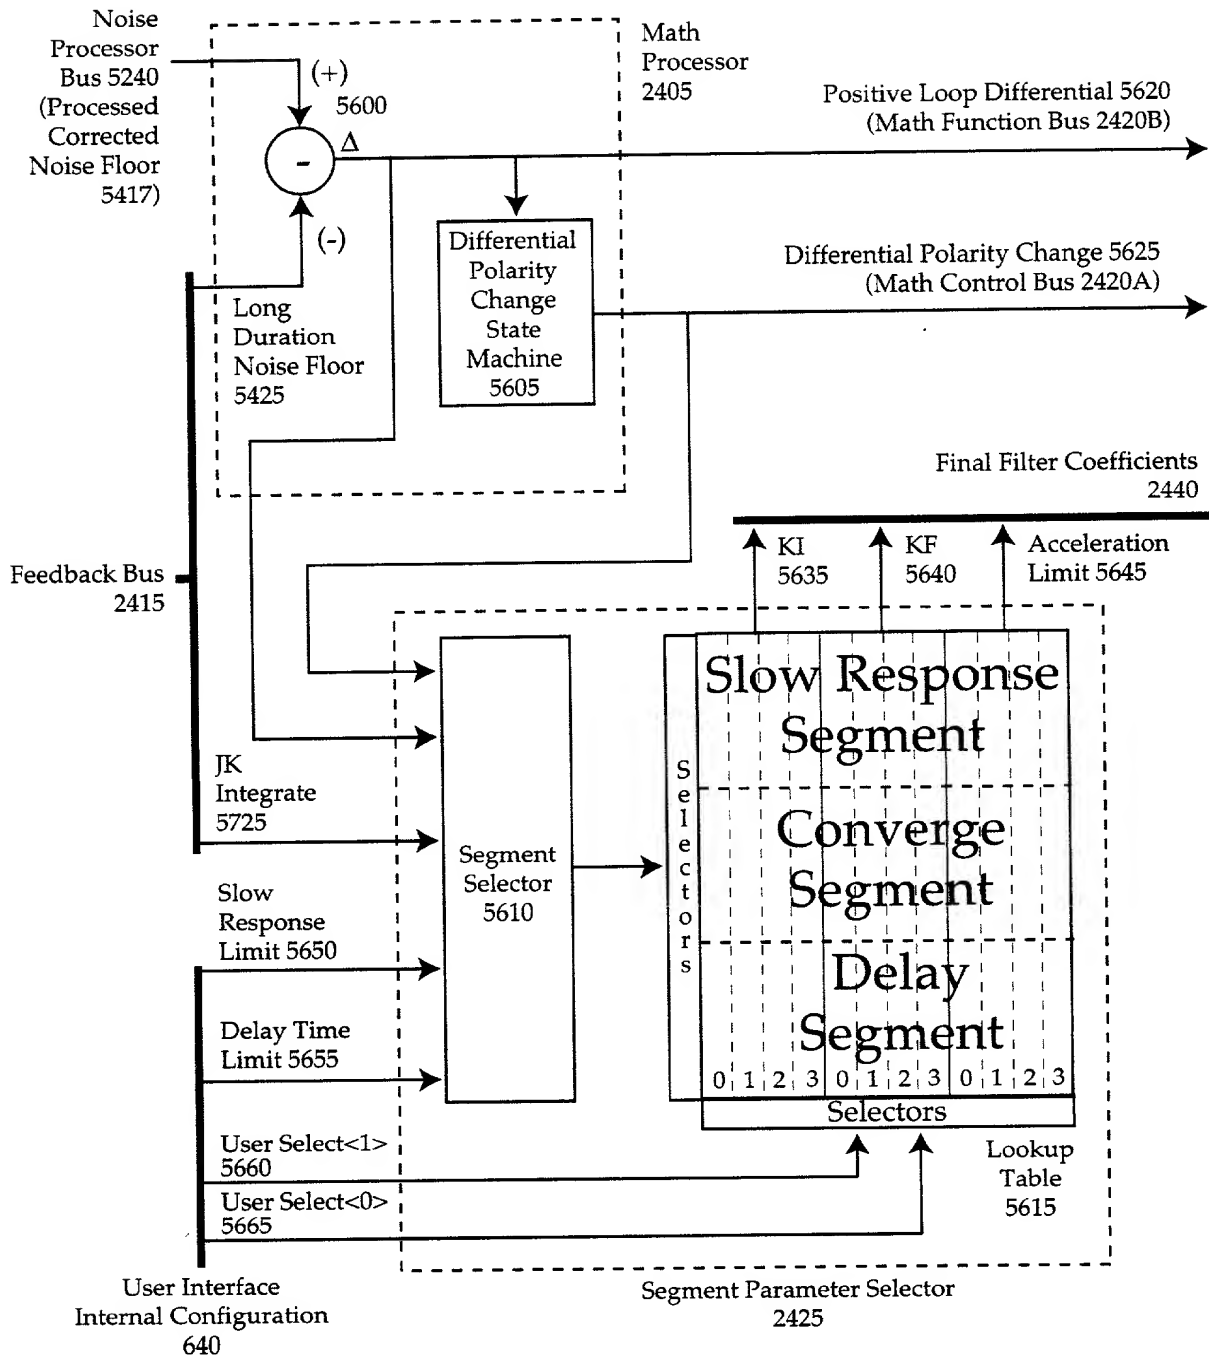 Noise
Processor
Bus 5240
(Processed
Corrected
Noise Floor
5417)
(+)
5600
Δ
-
(-)
Math
Processor
2405
Positive Loop Differential 5620
(Math Function Bus 2420B)
Differential
Polarity
Change
State
Machine
5605
Differential Polarity Change 5625
(Math Control Bus 2420A)
Long
Duration
Noise Floor
5425
Final Filter Coefficients
2440
KI
5635
KF
5640
Acceleration
Limit 5645
Feedback Bus
2415
JK
Integrate
5725
Slow
Response
Limit 5650
Delay Time
Limit 5655
User Select<1>
5660
User Select<0>
5665
Segment
Selector
5610
Selectors
Slow Response
Segment
Converge
Segment
Delay
Segment
0 1 2 3 0 1 2 3 0 1 2 3
Selectors
Lookup
Table
5615
User Interface
Internal Configuration
640
Segment Parameter Selector
2425